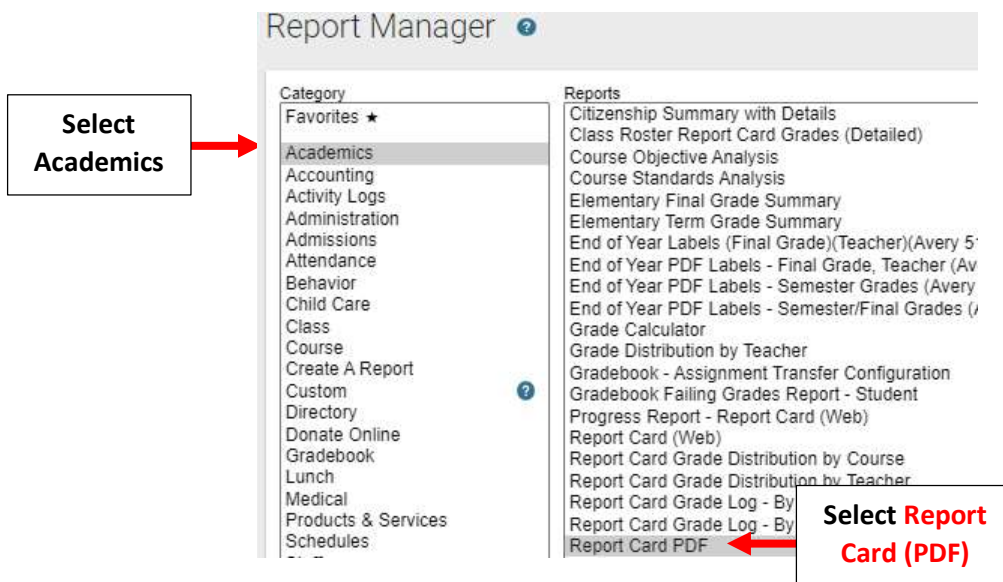 Report Manager ?
Select
Academics
Category
Favorites ★
Academics
Accounting
Activity Logs
Administration
Admissions
Attendance
Behavior
Child Care
Class
Course
Create A Report
Custom ?
Directory
Donate Online
Gradebook
Lunch
Medical
Products & Services
Schedules
Reports
Citizenship Summary with Details
Class Roster Report Card Grades (Detailed)
Course Objective Analysis
Course Standards Analysis
Elementary Final Grade Summary
Elementary Term Grade Summary
End of Year Labels (Final Grade)(Teacher)(Avery 5
End of Year PDF Labels - Final Grade, Teacher (Av
End of Year PDF Labels - Semester Grades (Avery
End of Year PDF Labels - Semester/Final Grades (
Grade Calculator
Grade Distribution by Teacher
Gradebook - Assignment Transfer Configuration
Gradebook Failing Grades Report - Student
Progress Report - Report Card (Web)
Report Card (Web)
Report Card Grade Distribution by Course
Report Card Grade Distribution by Teacher
Report Card Grade Log - By
Report Card Grade Log - By
Report Card PDF
Select Report
Card (PDF)